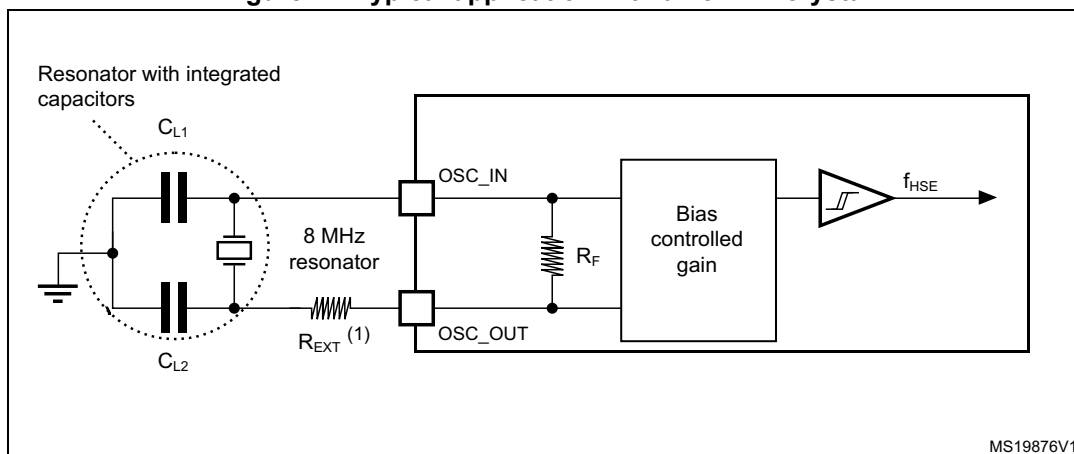 Resonator with integrated
capacitors
CL1
OSC_IN
fHSE
8 MHz
resonator
RF
Bias
controlled
gain
REXT (1)
OSC_OUT
CL2
MS19876V1